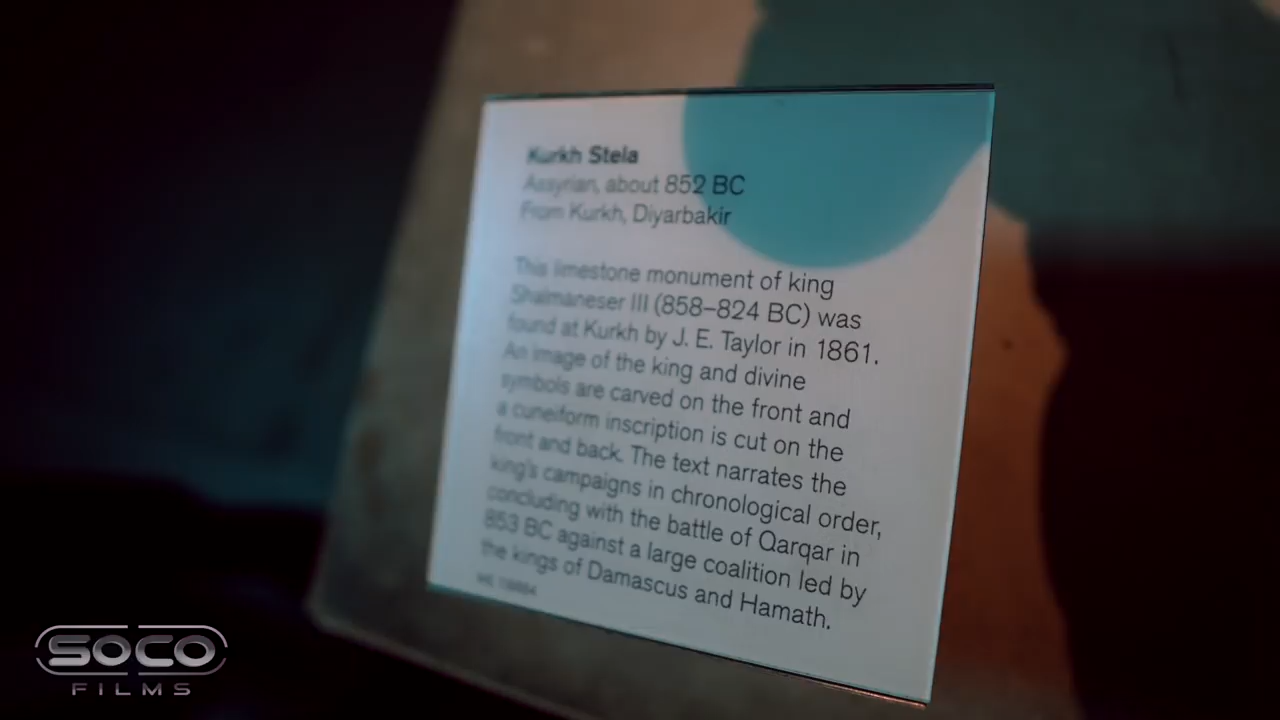 Kurkh Stela
Assyrian, about 852 BC
From Kurkh, Diyarbakir
This limestone monument of king
Shalmaneser III (858–824 BC) was
found at Kurkh by J. E. Taylor in 1861.
An image of the king and divine
symbols are carved on the front and
a cuneiform inscription is cut on the
front and back. The text narrates the
king's campaigns in chronological order,
concluding with the battle of Qarqar in
853 BC against a large coalition led by
the kings of Damascus and Hamath.
SOCO
FILMS